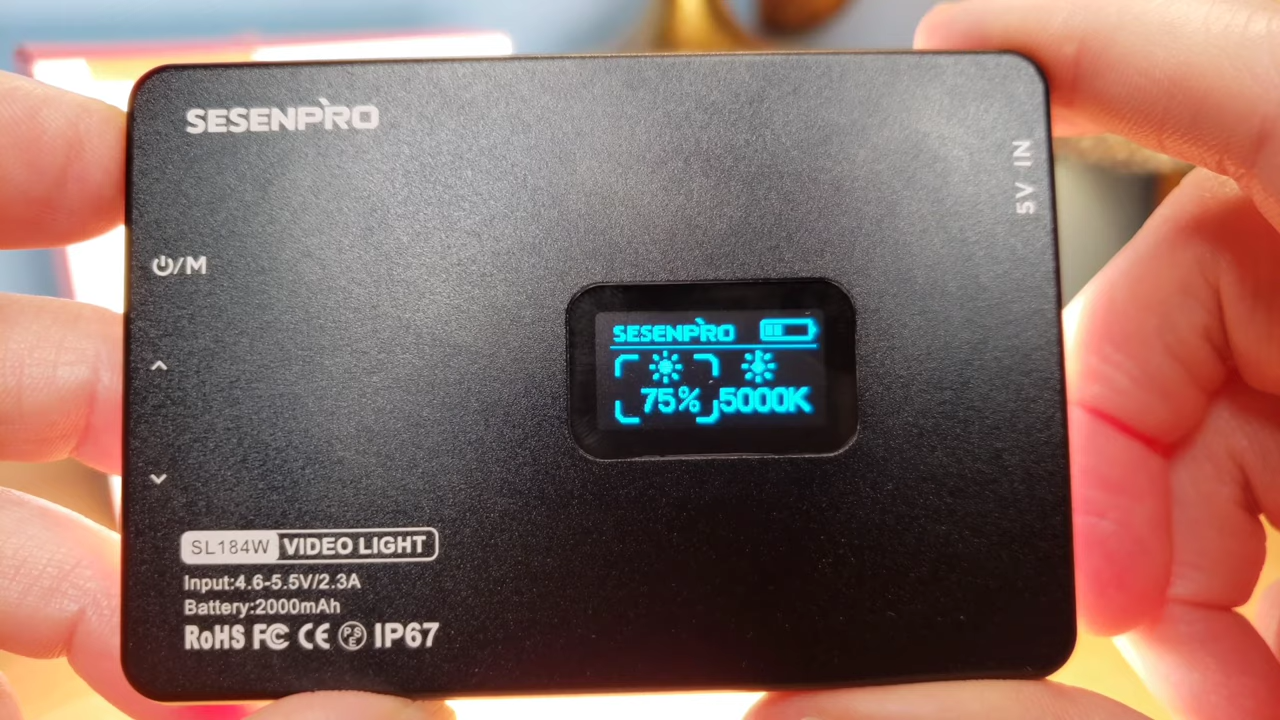 SESENPRO
5V IN
/M
SESENPRO
75% 5000K
SL184W VIDEO LIGHT
Input:4.6-5.5V/2.3A
Battery:2000mAh
RoHS FC CE PSE IP67